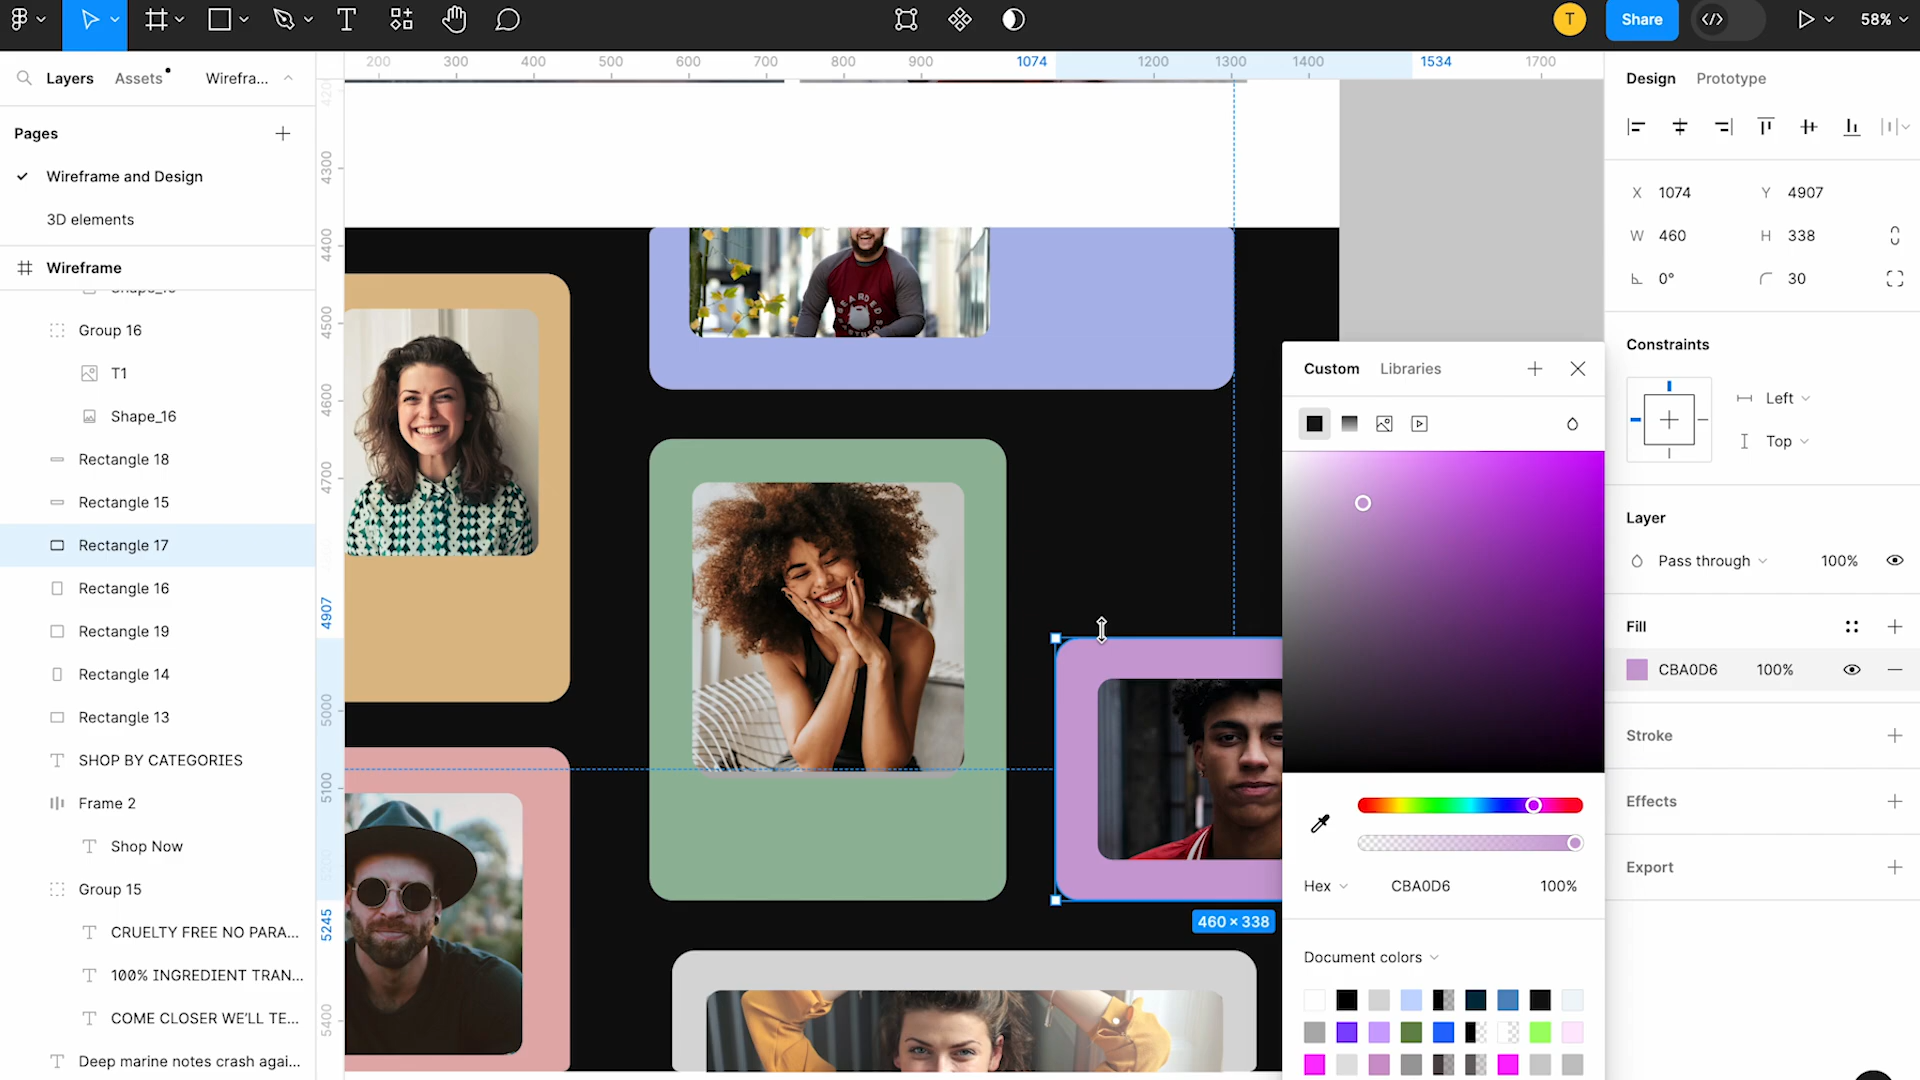 T
Share
58%
Layers
Assets
Wirefra...
200
300
400
500
600
700
800
900
1074
1200
1300
1400
1534
1700
Design
Prototype
Pages
Wireframe and Design
3D elements
Wireframe
Group 16
T1
Shape_16
Rectangle 18
Rectangle 15
Rectangle 17
Rectangle 16
Rectangle 19
Rectangle 14
Rectangle 13
SHOP BY CATEGORIES
Frame 2
Shop Now
Group 15
CRUELTY FREE NO PARA...
100% INGREDIENT TRAN...
COME CLOSER WE'LL TE...
Deep marine notes crash agai...
4300
4400
4500
4600
4700
4907
5000
5100
5245
5400
BEARDED
460 × 338
Custom
Libraries
Hex
CBA0D6
100%
Document colors
X 1074
Y 4907
W 460
H 338
0°
30
Constraints
Left
Top
Layer
Pass through
100%
Fill
CBA0D6
100%
Stroke
Effects
Export